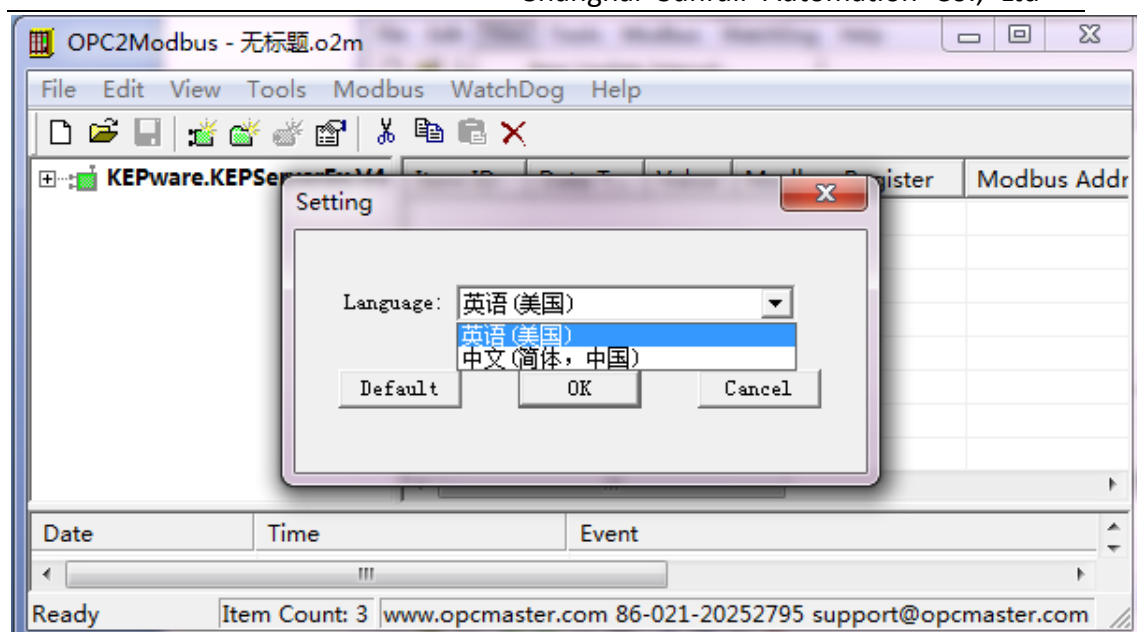 OPC2Modbus - 无标题.o2m
File Edit View Tools Modbus WatchDog Help
KEPware.KEPServerEx.V4
Register Modbus Addr
Setting
Language: 英语(美国)
英语(美国)
中文(简体,中国)
Default OK Cancel
Date Time Event
Ready Item Count: 3 www.opcmaster.com 86-021-20252795 support@opcmaster.com